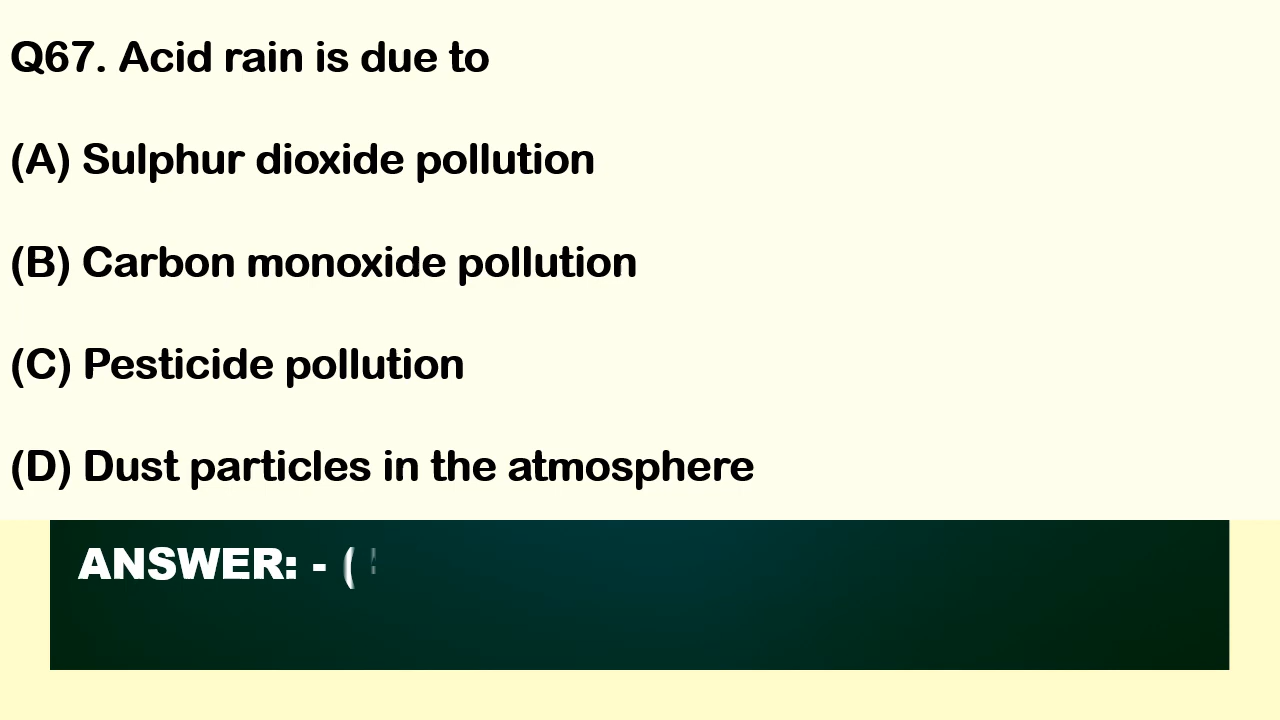 Q67. Acid rain is due to
(A) Sulphur dioxide pollution
(B) Carbon monoxide pollution
(C) Pesticide pollution
(D) Dust particles in the atmosphere
ANSWER: - (